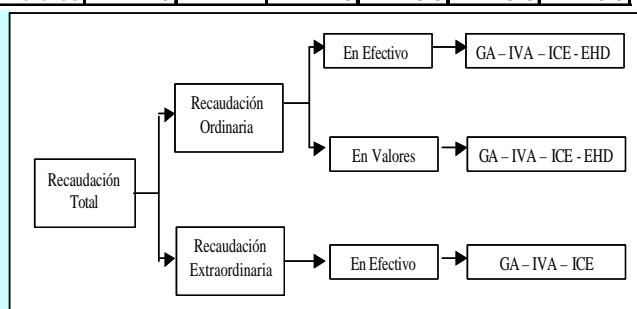 En Efectivo
GA – IVA – ICE - EHD
Recaudación
Ordinaria
En Valores
GA – IVA – ICE - EHD
Recaudación
Total
Recaudación
Extraordinaria
En Efectivo
GA – IVA – ICE